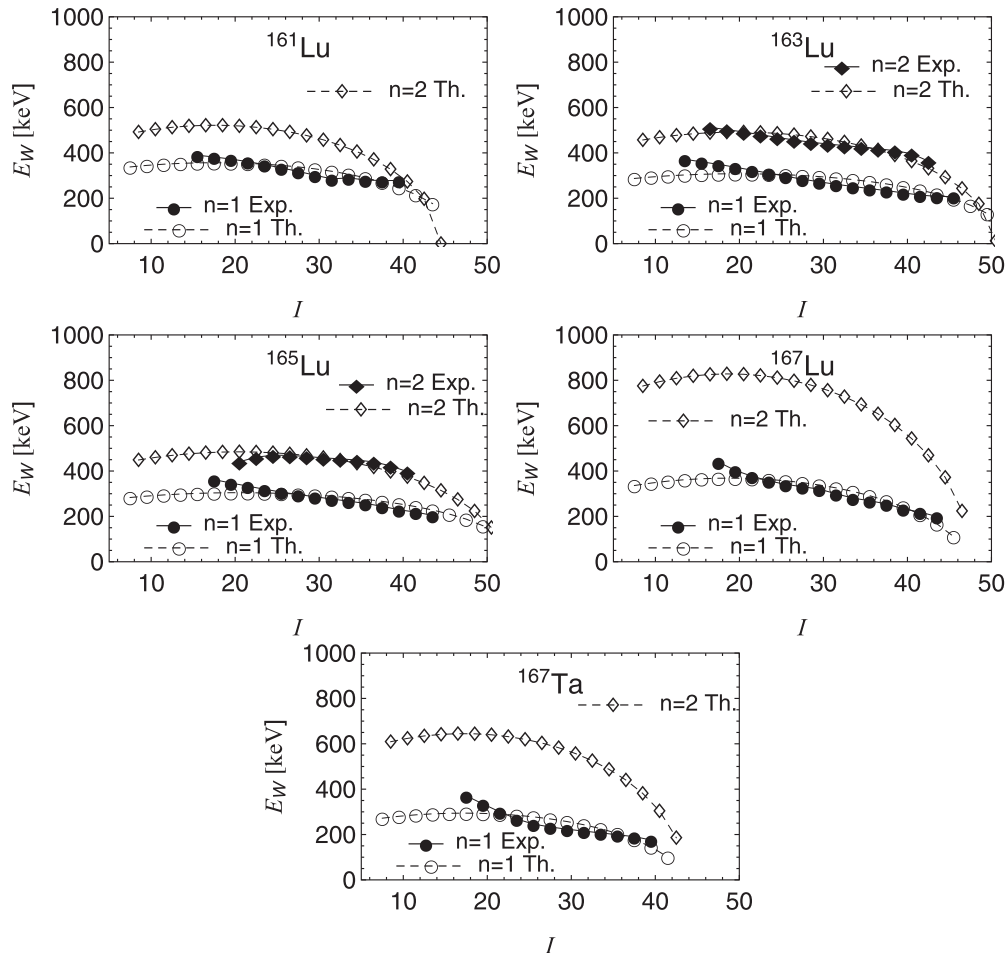 1000
800
600
400
200
0
E_W [keV]
¹⁶¹Lu
n=2 Th.
n=1 Exp.
n=1 Th.
10 20 30 40 50
I
1000
800
600
400
200
0
E_W [keV]
¹⁶³Lu
n=2 Exp.
n=2 Th.
n=1 Exp.
n=1 Th.
10 20 30 40 50
I
1000
800
600
400
200
0
E_W [keV]
¹⁶⁵Lu
n=2 Exp.
n=2 Th.
n=1 Exp.
n=1 Th.
10 20 30 40 50
I
1000
800
600
400
200
0
E_W [keV]
¹⁶⁷Lu
n=2 Th.
n=1 Exp.
n=1 Th.
10 20 30 40 50
I
1000
800
600
400
200
0
E_W [keV]
¹⁶⁷Ta
n=2 Th.
n=1 Exp.
n=1 Th.
10 20 30 40 50
I